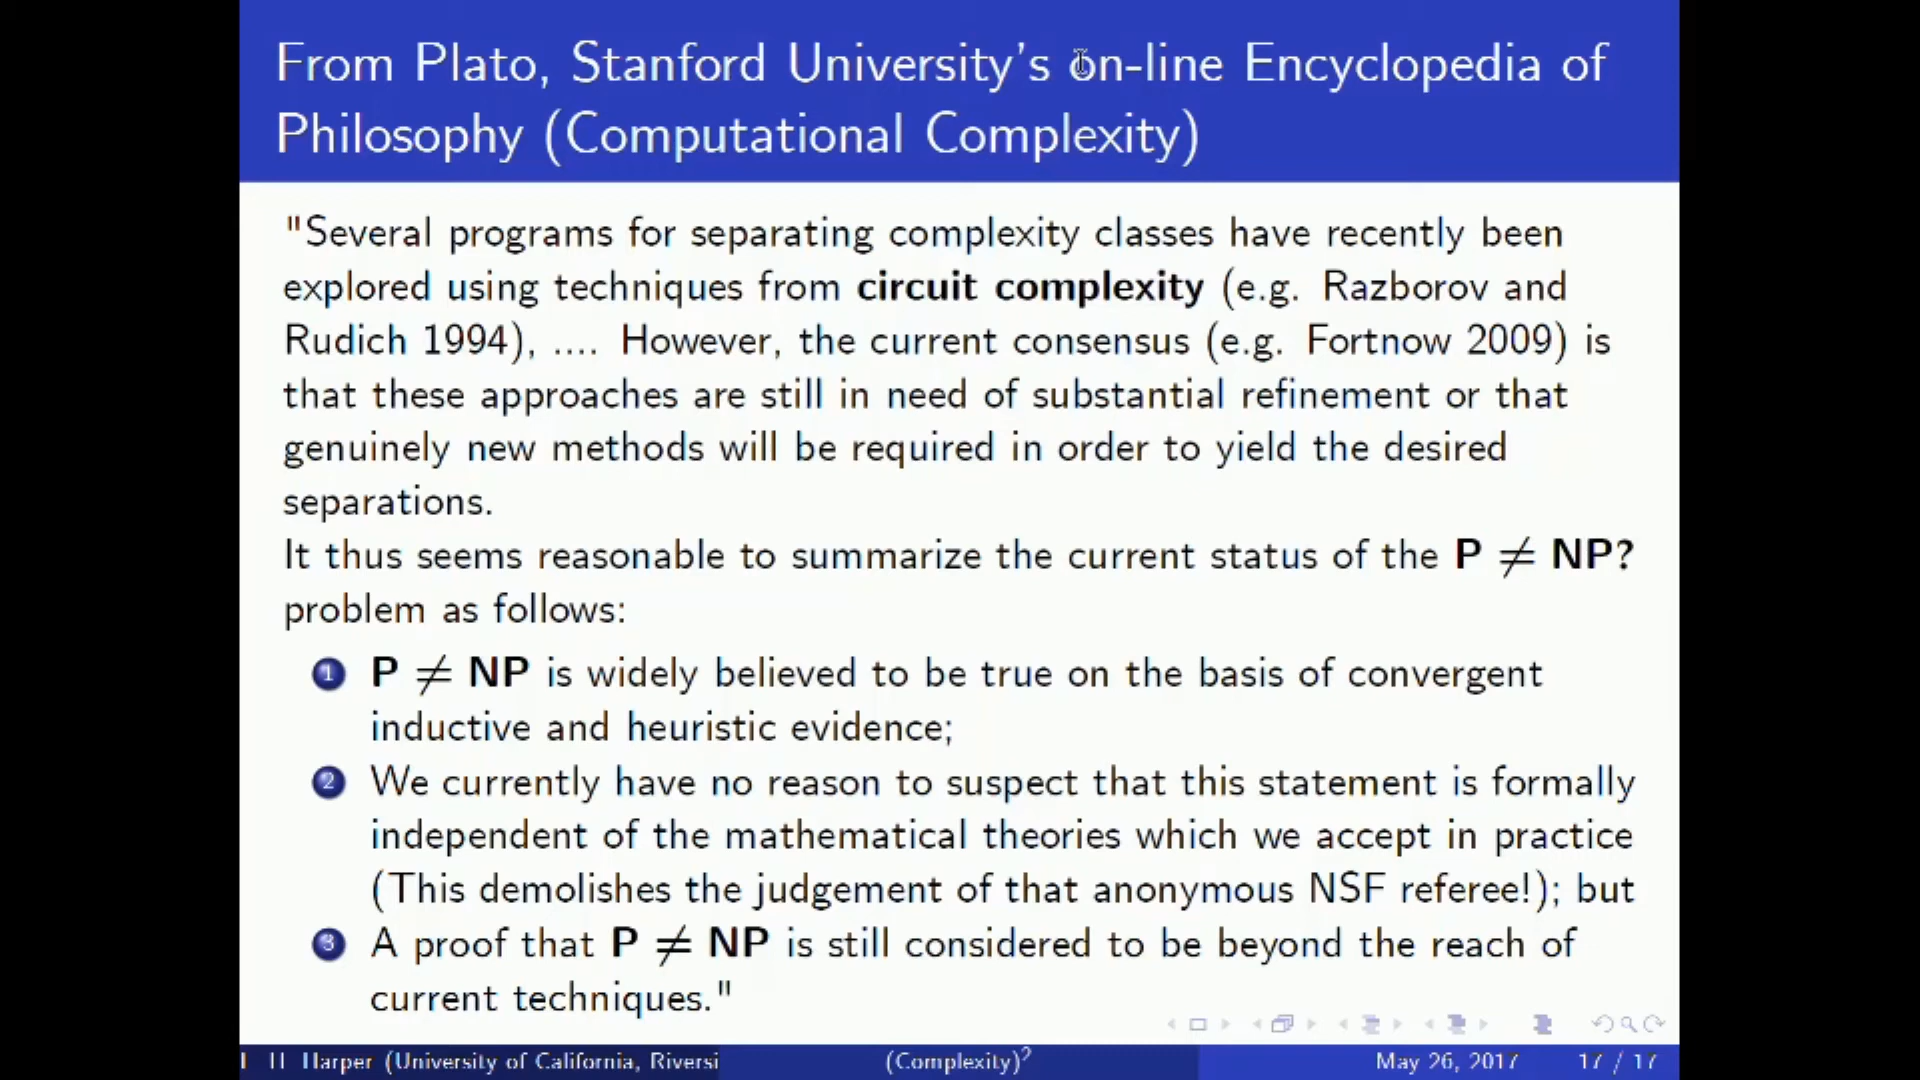 From Plato, Stanford University's on-line Encyclopedia of
Philosophy (Computational Complexity)
"Several programs for separating complexity classes have recently been
explored using techniques from circuit complexity (e.g. Razborov and
Rudich 1994), .... However, the current consensus (e.g. Fortnow 2009) is
that these approaches are still in need of substantial refinement or that
genuinely new methods will be required in order to yield the desired
separations.
It thus seems reasonable to summarize the current status of the P ≠ NP?
problem as follows:
1 P ≠ NP is widely believed to be true on the basis of convergent
inductive and heuristic evidence;
2 We currently have no reason to suspect that this statement is formally
independent of the mathematical theories which we accept in practice
(This demolishes the judgement of that anonymous NSF referee!); but
3 A proof that P ≠ NP is still considered to be beyond the reach of
current techniques."
Harper (University of California, Riversi (Complexity)² May 26, 2017 17 / 17